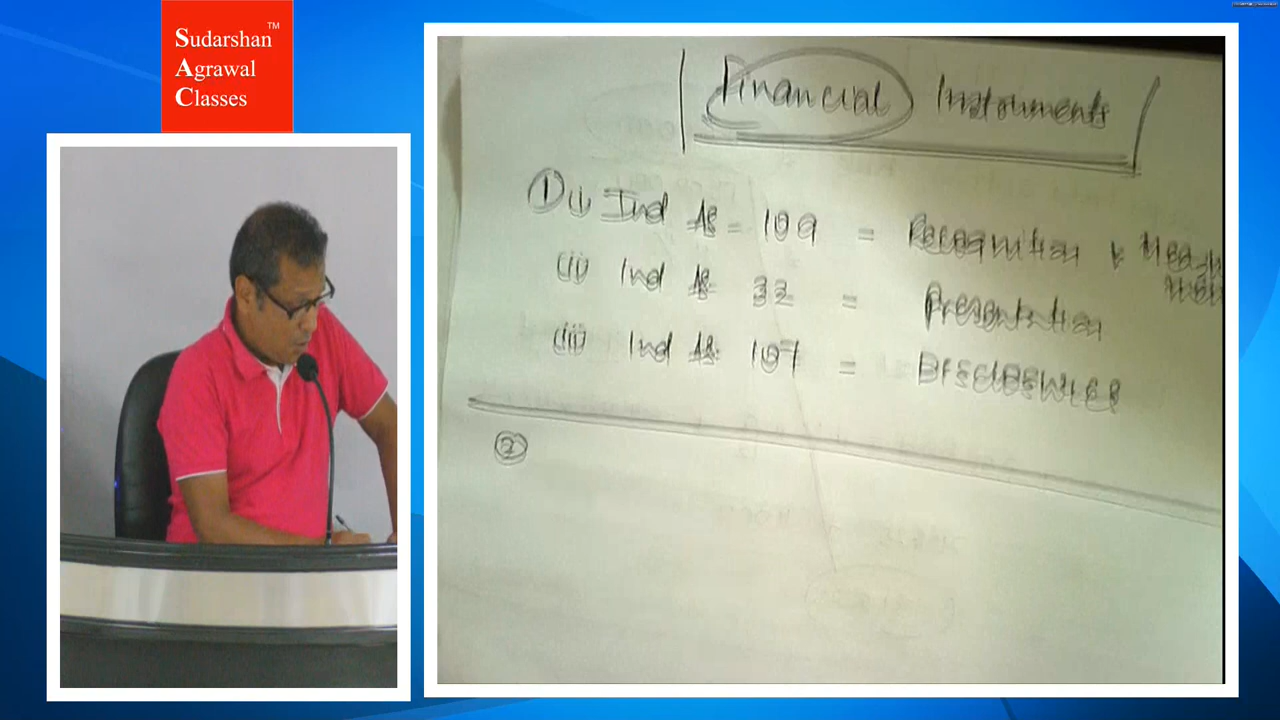 Sudarshan™
Agrawal
Classes
Financial Instruments
① (i) Ind AS - 109 = Recognition &
(ii) Ind AS 32 = Presentation
(iii) Ind AS 107 = Disclosures
②